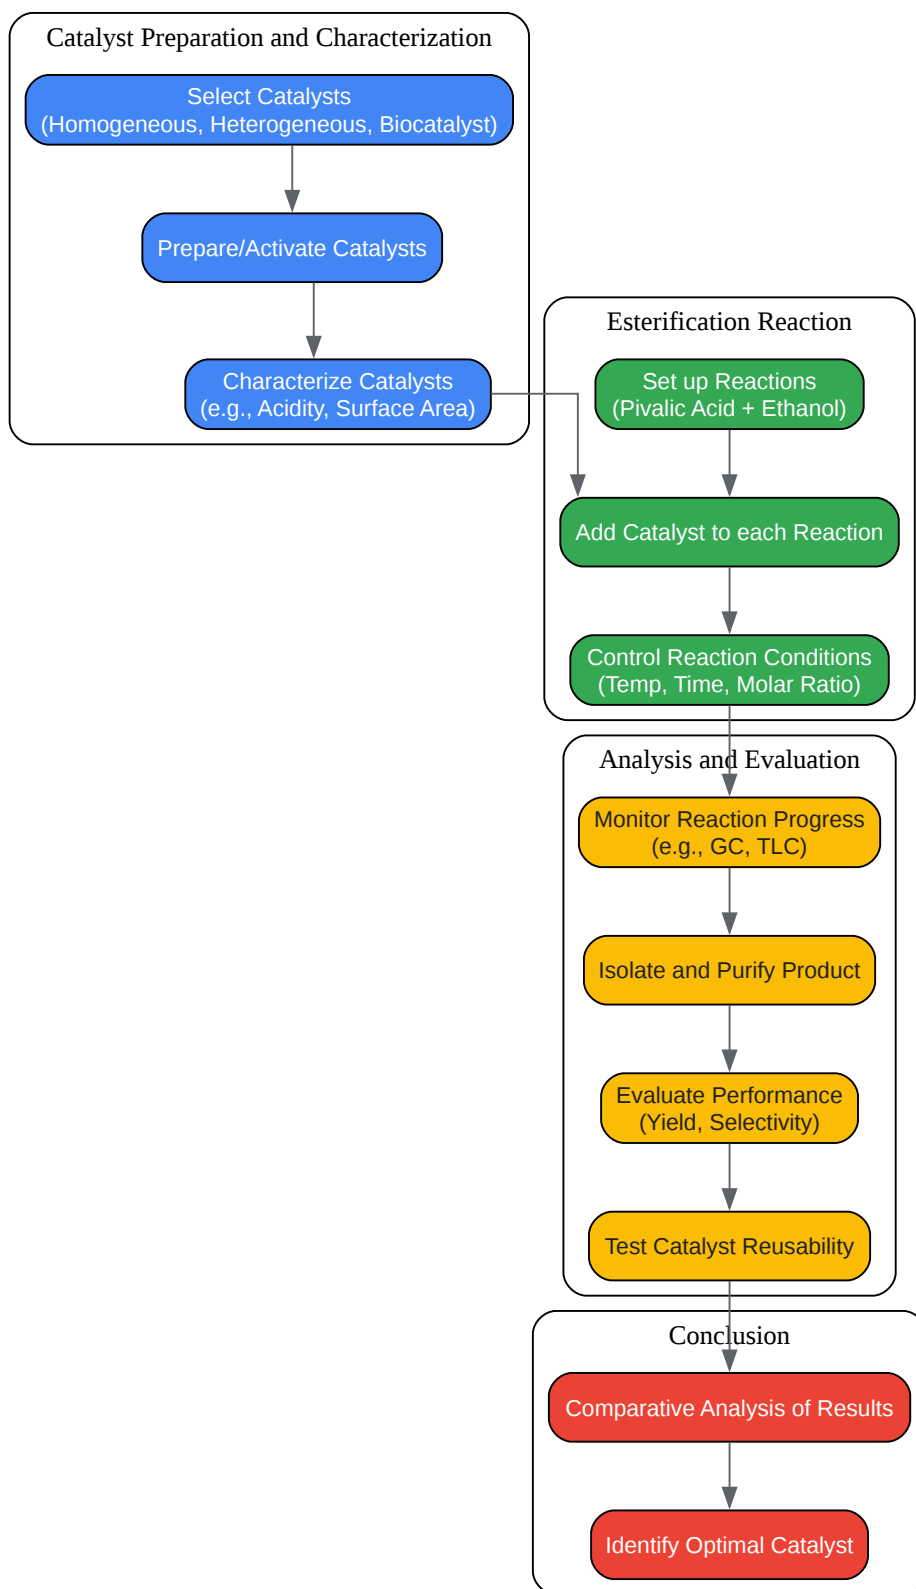 Catalyst Preparation and Characterization
Select Catalysts
(Homogeneous, Heterogeneous, Biocatalyst)
Prepare/Activate Catalysts
Characterize Catalysts
(e.g., Acidity, Surface Area)
Esterification Reaction
Set up Reactions
(Pivalic Acid + Ethanol)
Add Catalyst to each Reaction
Control Reaction Conditions
(Temp, Time, Molar Ratio)
Analysis and Evaluation
Monitor Reaction Progress
(e.g., GC, TLC)
Isolate and Purify Product
Evaluate Performance
(Yield, Selectivity)
Test Catalyst Reusability
Conclusion
Comparative Analysis of Results
Identify Optimal Catalyst